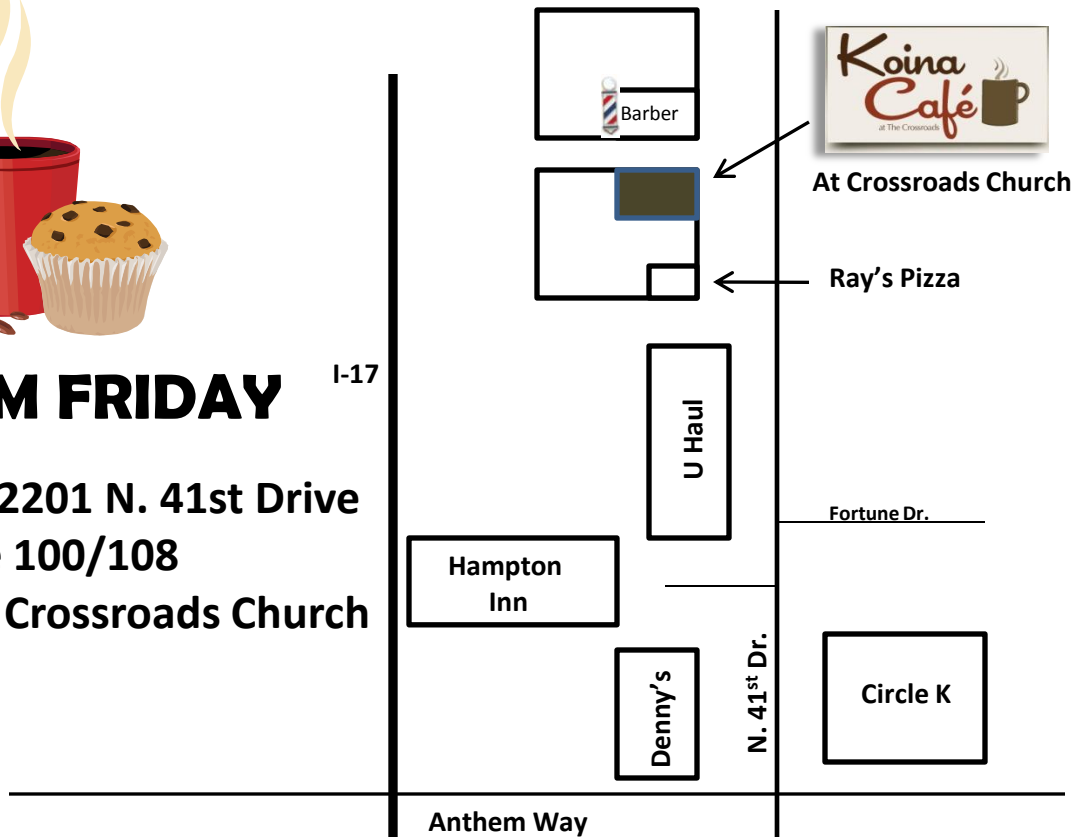 Koina
Café
at The Crossroads
Barber
At Crossroads Church
Ray's Pizza
I-17
M FRIDAY
U Haul
2201 N. 41st Drive
Fortune Dr.
100/108
Hampton
Inn
Crossroads Church
N. 41st Dr.
Denny's
Circle K
Anthem Way